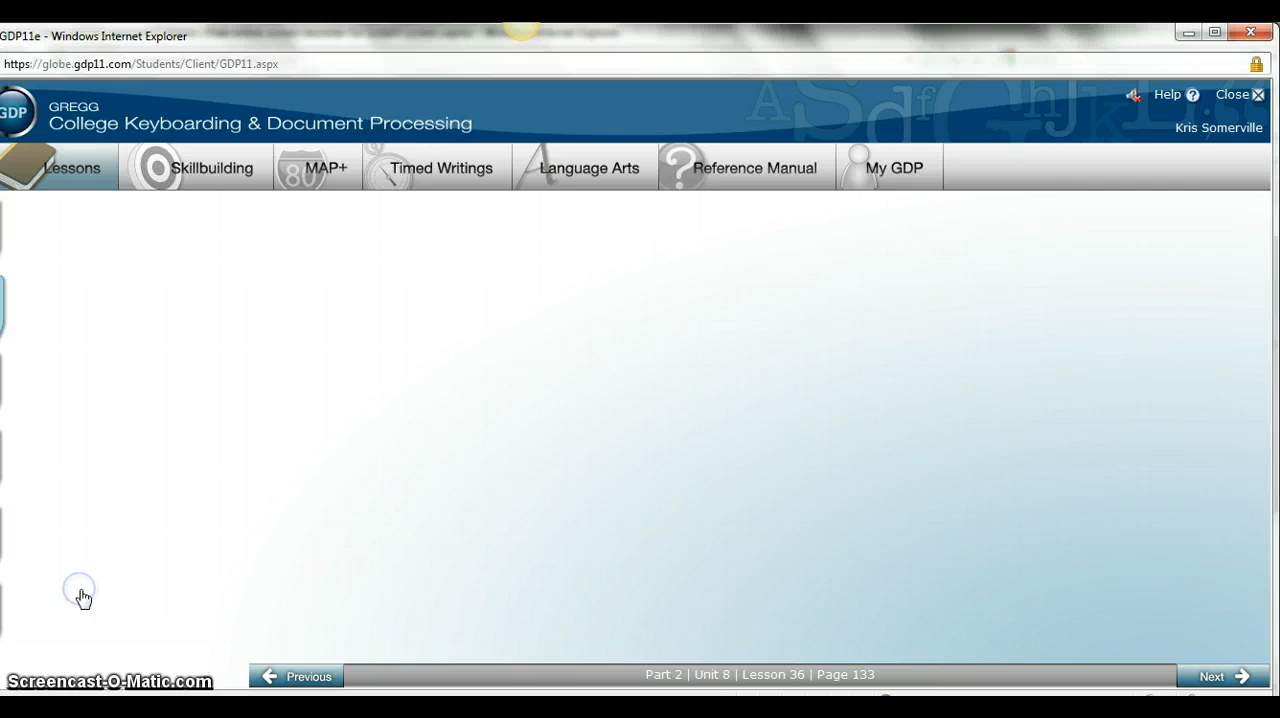 GDP11e - Windows Internet Explorer
https://globe.gdp11.com/Students/Client/GDP11.aspx
GDP
GREGG
College Keyboarding & Document Processing
Help ?
Close
Kris Somerville
Lessons
Skillbuilding
80 MAP+
Timed Writings
Language Arts
Reference Manual
My GDP
Screencast-O-Matic.com
Previous
Part 2 | Unit 8 | Lesson 36 | Page 133
Next